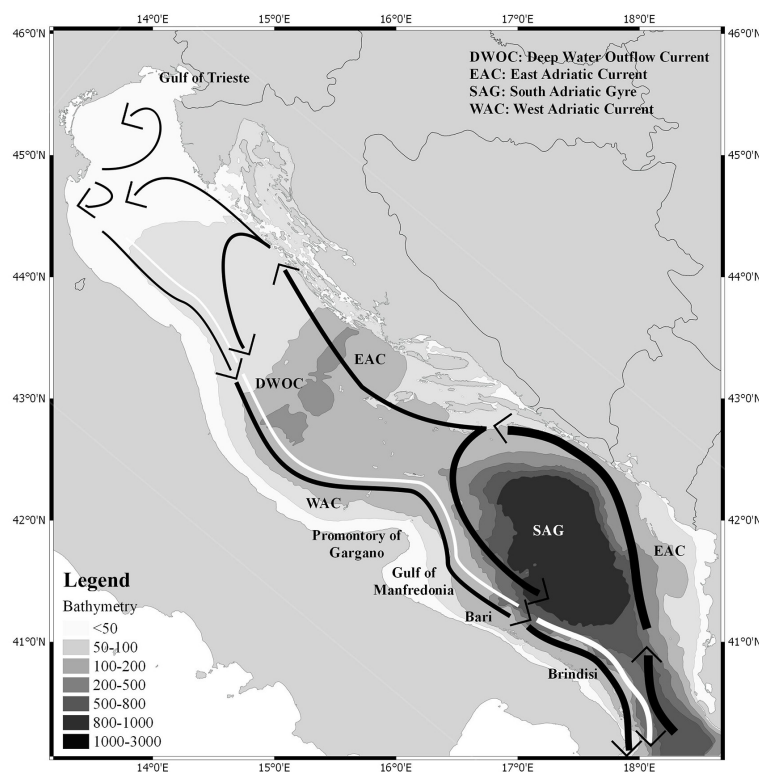 14°0'E 15°0'E 16°0'E 17°0'E 18°0'E
46°0'N 46°0'N
DWOC: Deep Water Outflow Current
EAC: East Adriatic Current
SAG: South Adriatic Gyre
WAC: West Adriatic Current
Gulf of Trieste
45°0'N 45°0'N
44°0'N 44°0'N
EAC
DWOC
43°0'N 43°0'N
WAC
42°0'N 42°0'N
SAG
Promontory of
Gargano
EAC
Gulf of
Manfredonia
Bari
41°0'N 41°0'N
Brindisi
Legend
Bathymetry
<50
50-100
100-200
200-500
500-800
800-1000
1000-3000
14°0'E 15°0'E 16°0'E 17°0'E 18°0'E